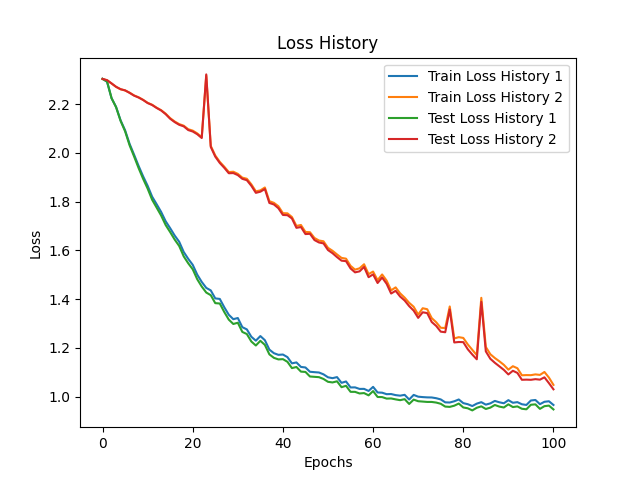 Loss History
Train Loss History 1
Train Loss History 2
Test Loss History 1
Test Loss History 2
Loss
2.2
2.0
1.8
1.6
1.4
1.2
1.0
0
20
40
60
80
100
Epochs